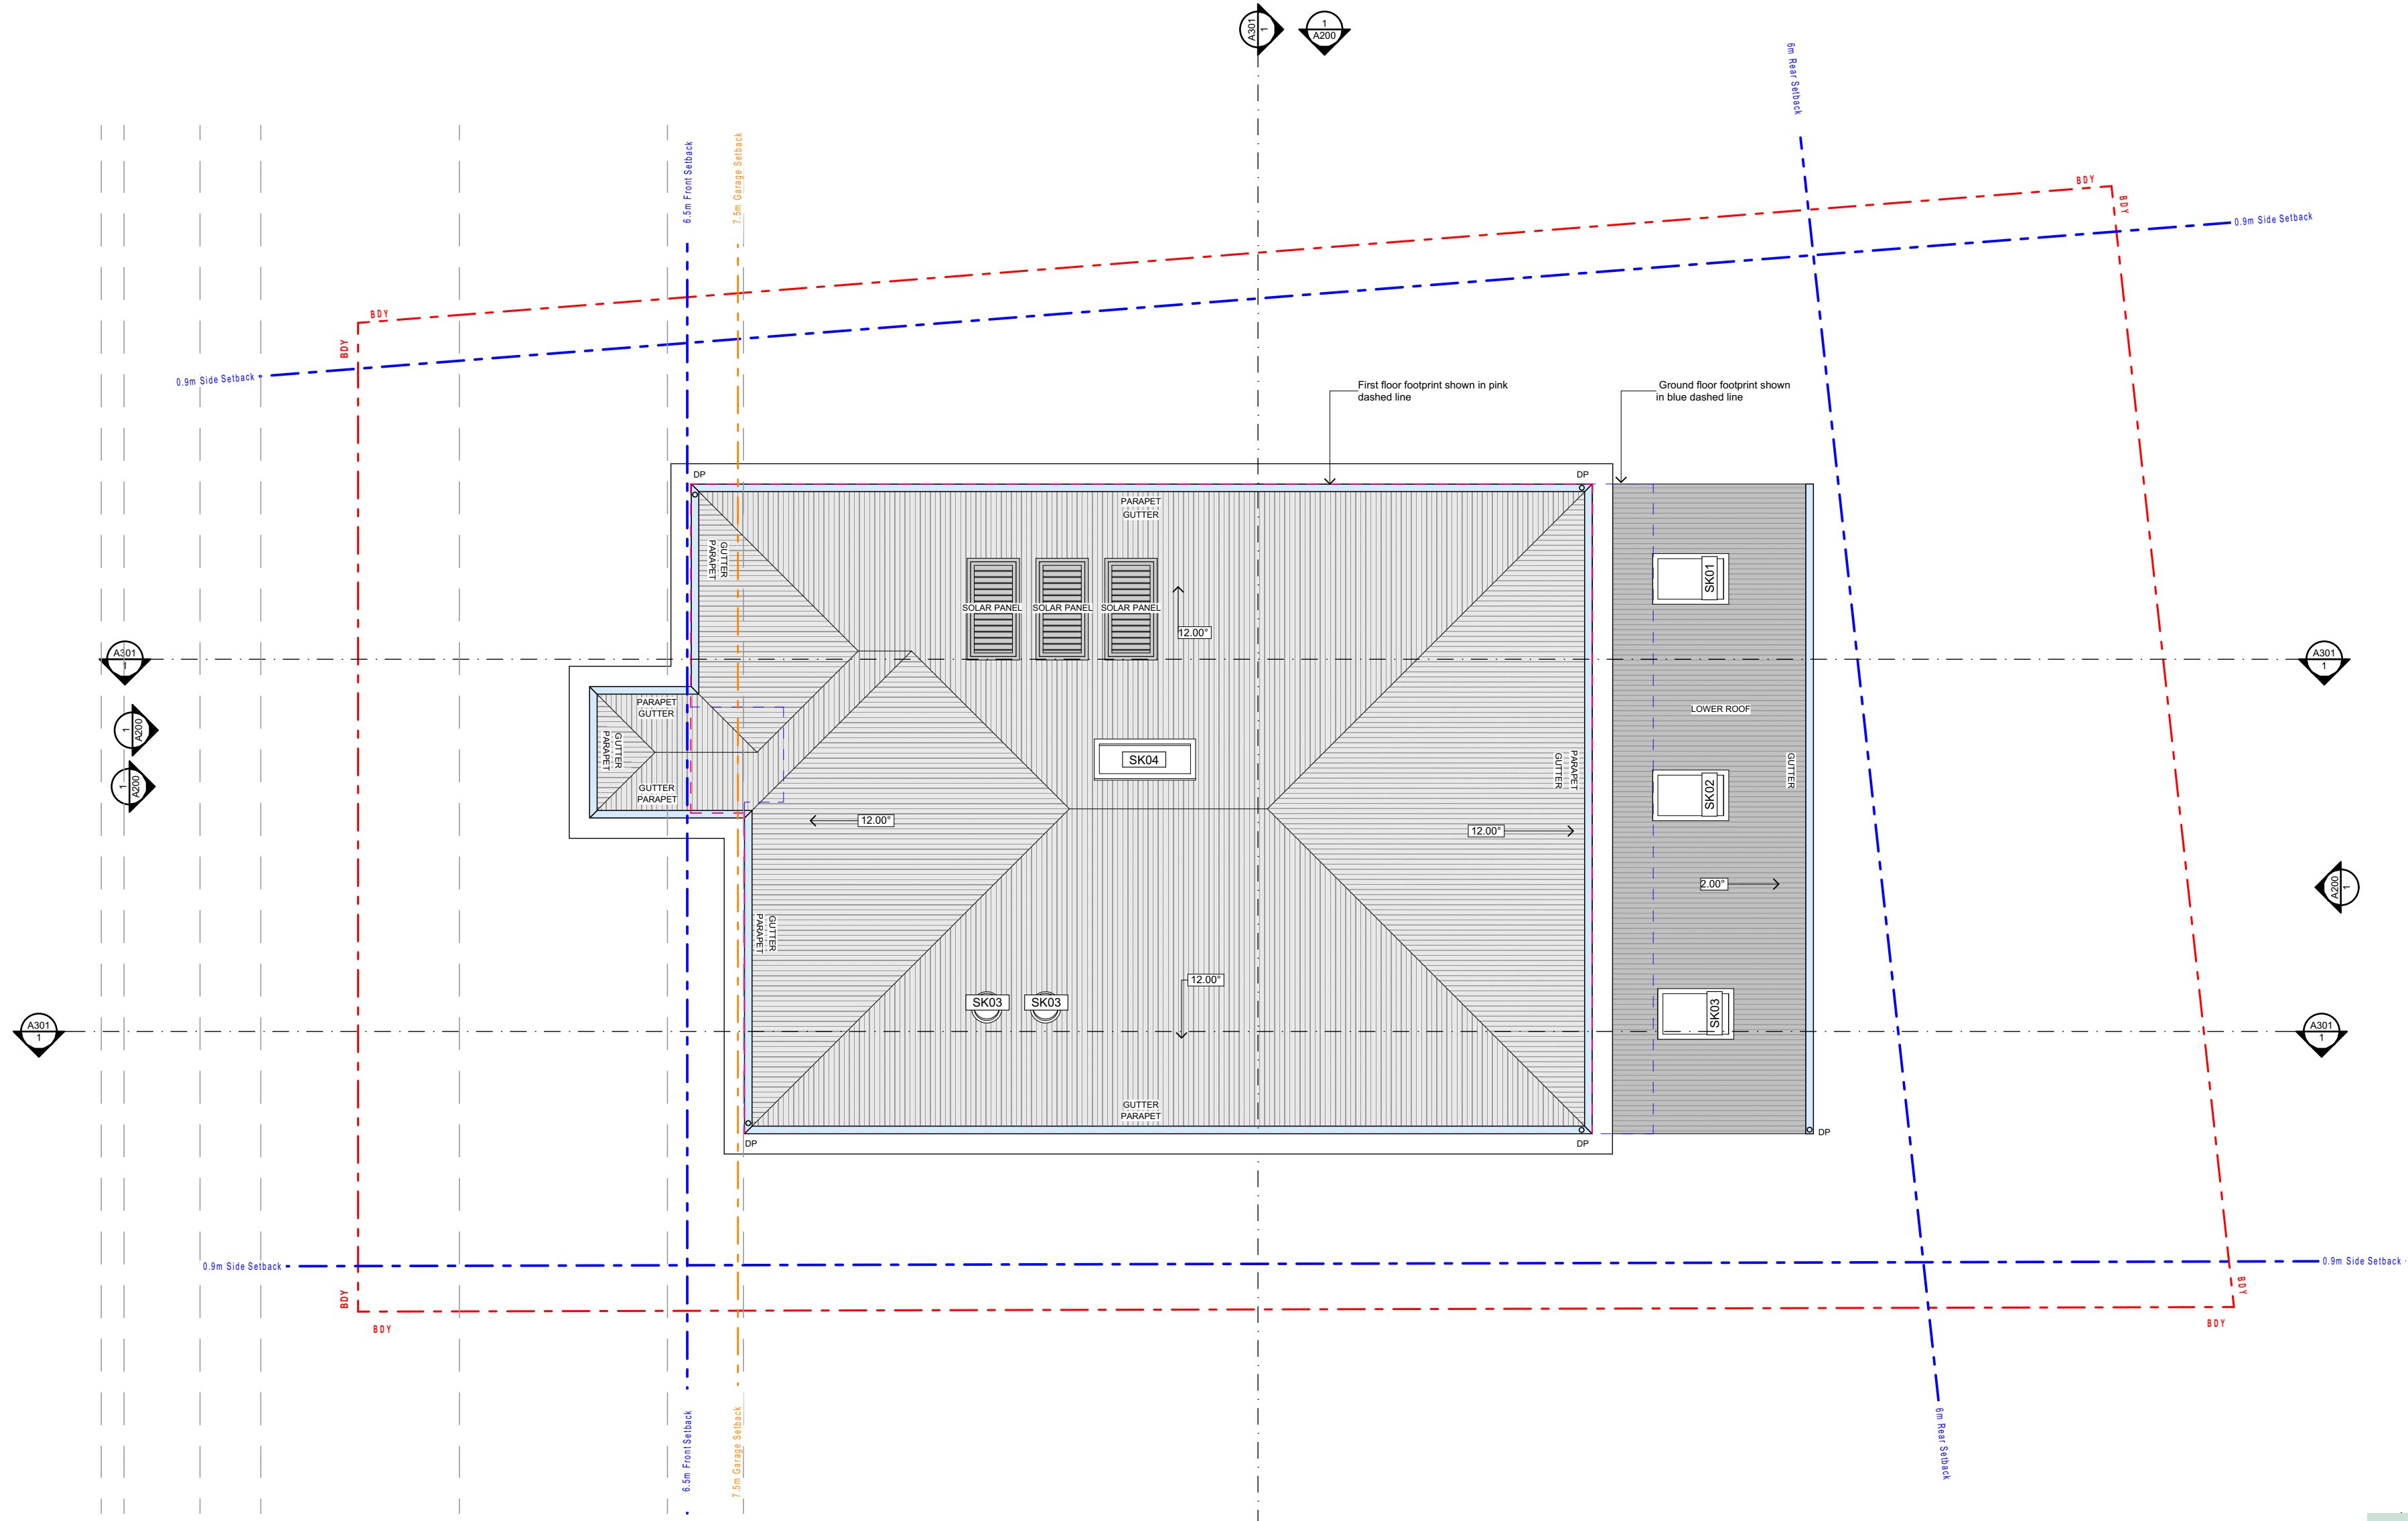 A301
1
1
A200
6m Rear Setback
6.5m Front Setback
7.5m Garage Setback
BDY
BDY
0.9m Side Setback
BDY
BDY
0.9m Side Setback
First floor footprint shown in pink
dashed line
Ground floor footprint shown
in blue dashed line
DP
DP
PARAPET
GUTTER
GUTTER
PARAPET
SOLAR PANEL
SOLAR PANEL
SOLAR PANEL
12.00°
SK01
A301
1
A301
1
PARAPET
GUTTER
GUTTER
PARAPET
GUTTER
PARAPET
1
A200
1
A200
SK04
LOWER ROOF
PARAPET
GUTTER
GUTTER
SK02
12.00°
12.00°
2.00°
A200
1
GUTTER
PARAPET
12.00°
SK03
SK03
SK03
A301
1
A301
1
GUTTER
PARAPET
DP
DP
DP
0.9m Side Setback
0.9m Side Setback
BDY
BDY
BDY
BDY
6.5m Front Setback
7.5m Garage Setback
6m Rear Setback